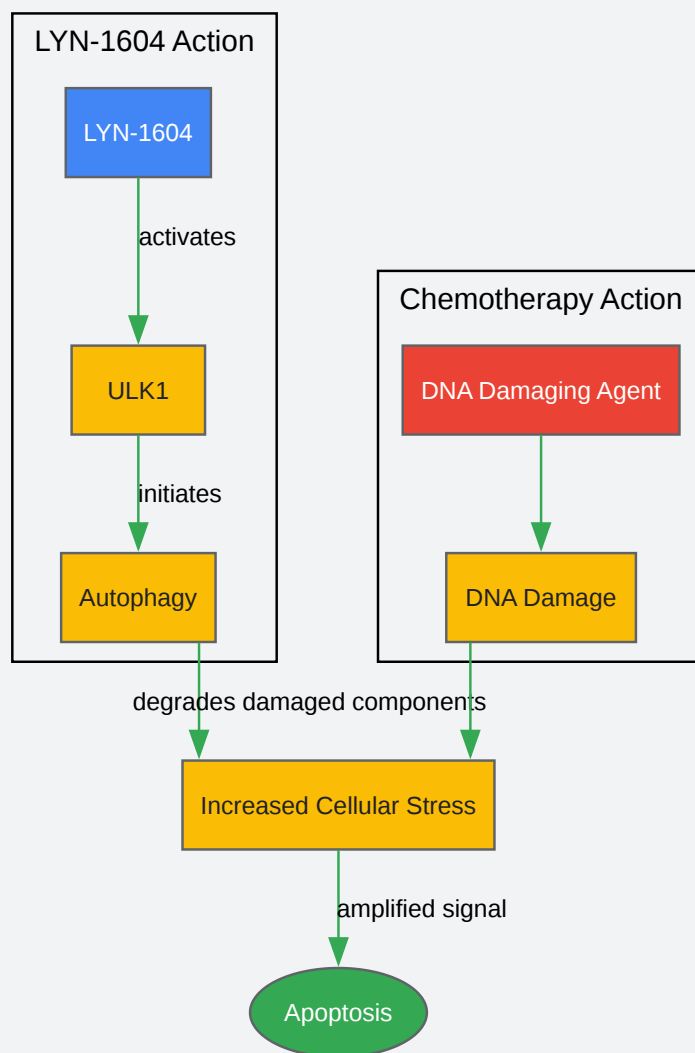 LYN-1604 Action
LYN-1604
activates
ULK1
initiates
Autophagy
Chemotherapy Action
DNA Damaging Agent
DNA Damage
degrades damaged components
Increased Cellular Stress
amplified signal
Apoptosis